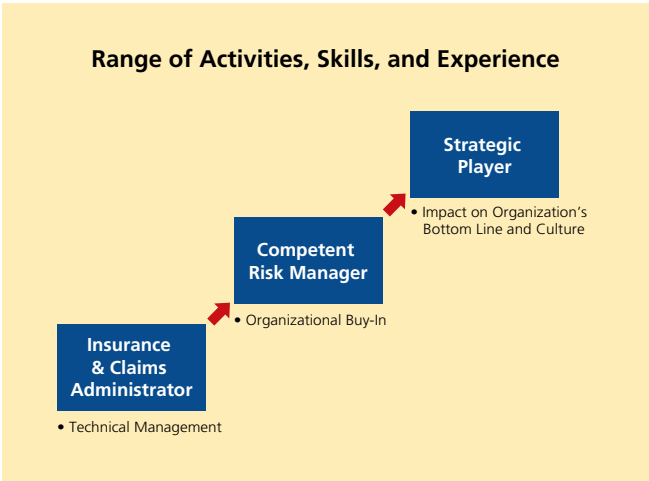 Range of Activities, Skills, and Experience
Strategic
Player
• Impact on Organization’s
Bottom Line and Culture
Competent
Risk Manager
• Organizational Buy-In
Insurance
& Claims
Administrator
• Technical Management